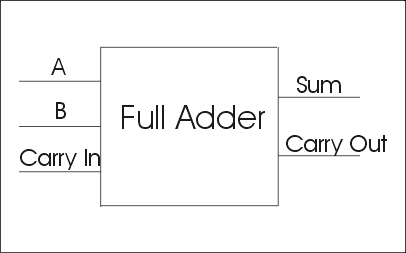 A
B
Carry In
Full Adder
Sum
Carry Out